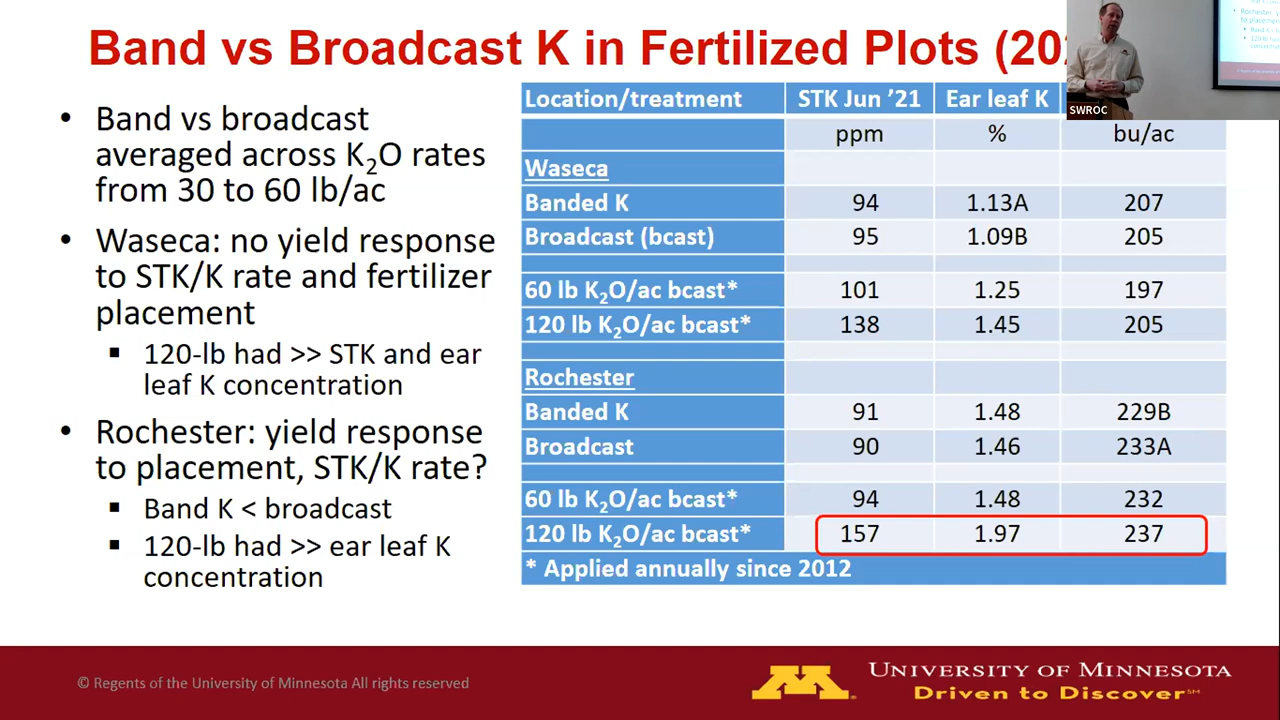 Band vs Broadcast K in Fertilized Plots (202
SWROC
• Band vs broadcast
averaged across K2O rates
from 30 to 60 lb/ac
• Waseca: no yield response
to STK/K rate and fertilizer
placement
▪ 120-lb had >> STK and ear
leaf K concentration
• Rochester: yield response
to placement, STK/K rate?
▪ Band K < broadcast
▪ 120-lb had >> ear leaf K
concentration
Location/treatment STK Jun ’21 Ear leaf K
ppm % bu/ac
Waseca
Banded K 94 1.13A 207
Broadcast (bcast) 95 1.09B 205
60 lb K2O/ac bcast* 101 1.25 197
120 lb K2O/ac bcast* 138 1.45 205
Rochester
Banded K 91 1.48 229B
Broadcast 90 1.46 233A
60 lb K2O/ac bcast* 94 1.48 232
120 lb K2O/ac bcast* 157 1.97 237
* Applied annually since 2012
© Regents of the University of Minnesota All rights reserved
UNIVERSITY OF MINNESOTA
Driven to Discover℠